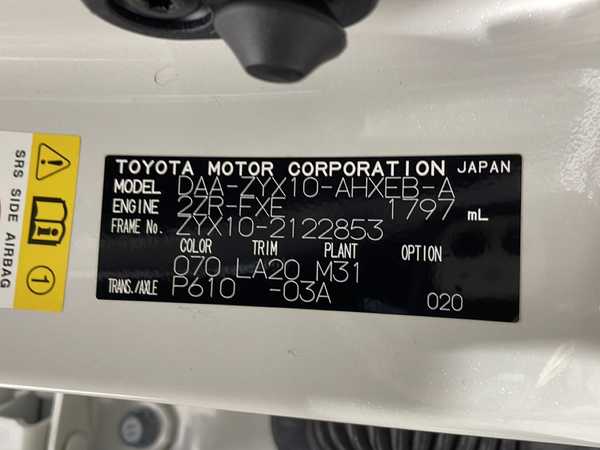 TOYOTA MOTOR CORPORATION JAPAN
MODEL DAA-ZYX10-AHXEB-A
ENGINE 2ZR-FXE 1797 mL
FRAME No. ZYX10-2122853
COLOR TRIM PLANT OPTION
070 LA20 M31
TRANS./AXLE P610 -03A 020
SRS SIDE AIRBAG
1